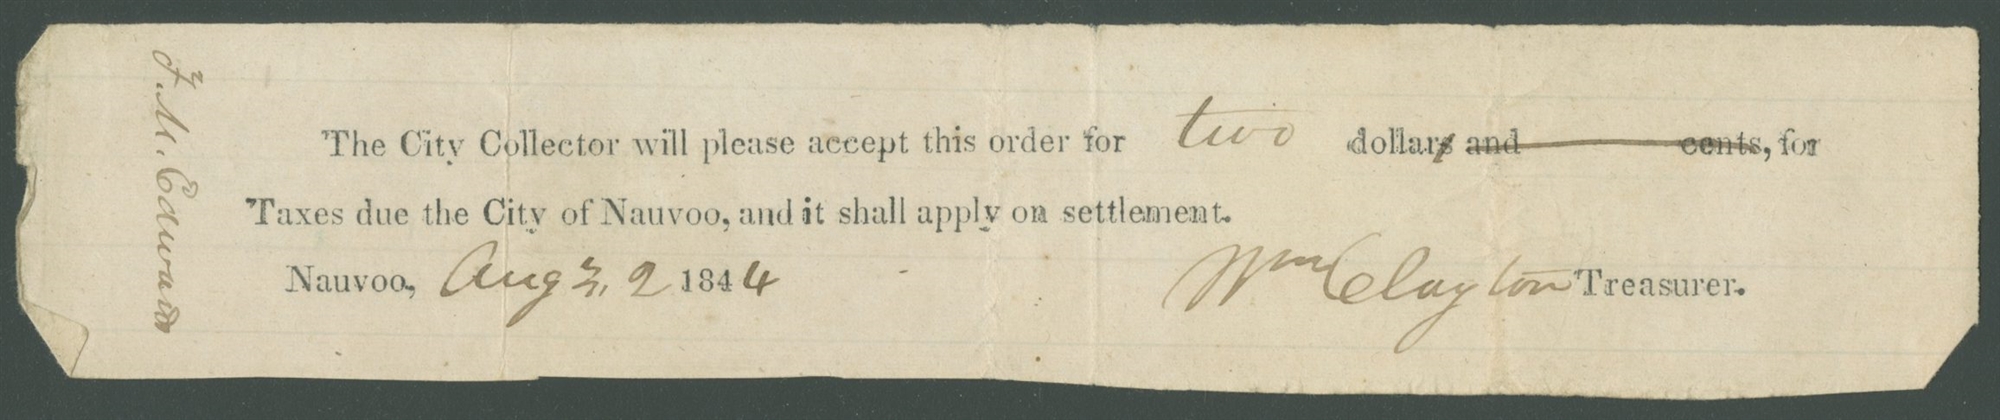 F. M. Edwards
The City Collector will please accept this order for two dollars and cents, for
Taxes due the City of Nauvoo, and it shall apply on settlement.
Nauvoo, Aug 2 1844 Wm Clayton Treasurer.